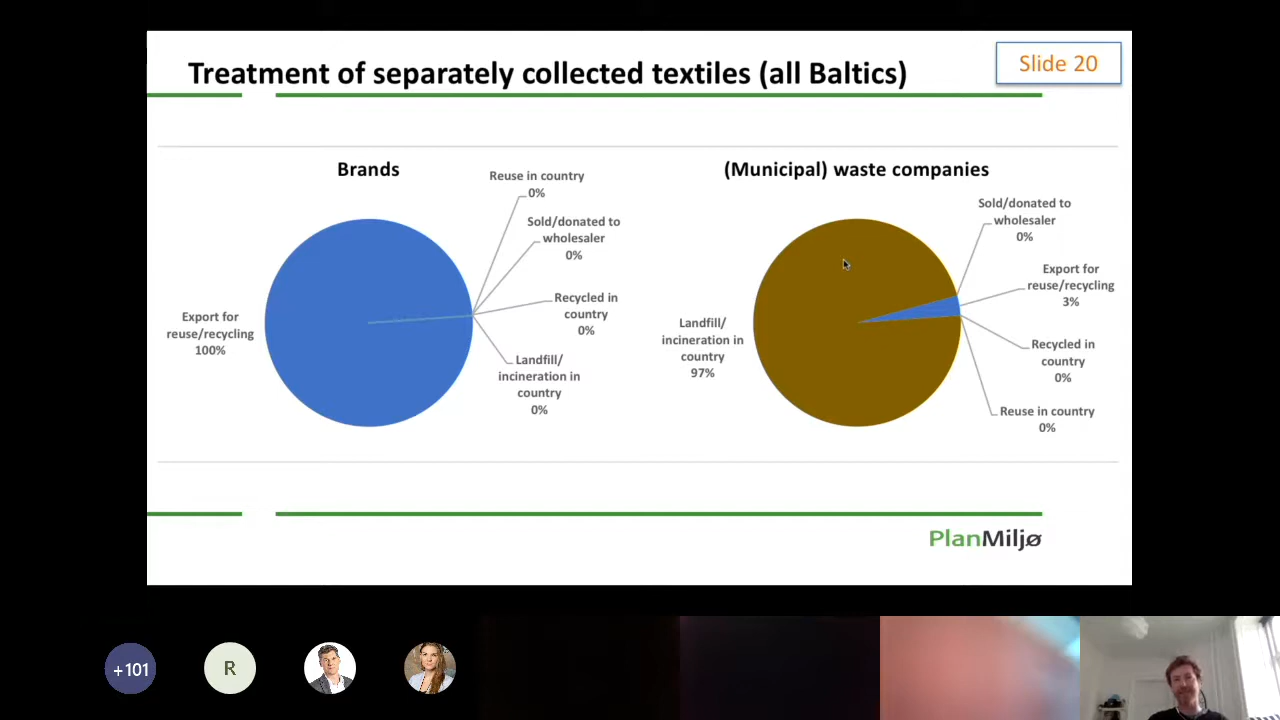 Treatment of separately collected textiles (all Baltics)
Slide 20
Brands
Reuse in country
0%
Sold/donated to
wholesaler
0%
Export for
reuse/recycling
100%
Recycled in
country
0%
Landfill/
incineration in
country
0%
(Municipal) waste companies
Sold/donated to
wholesaler
0%
Export for
reuse/recycling
3%
Landfill/
incineration in
country
97%
Recycled in
country
0%
Reuse in country
0%
PlanMiljø
+101
R